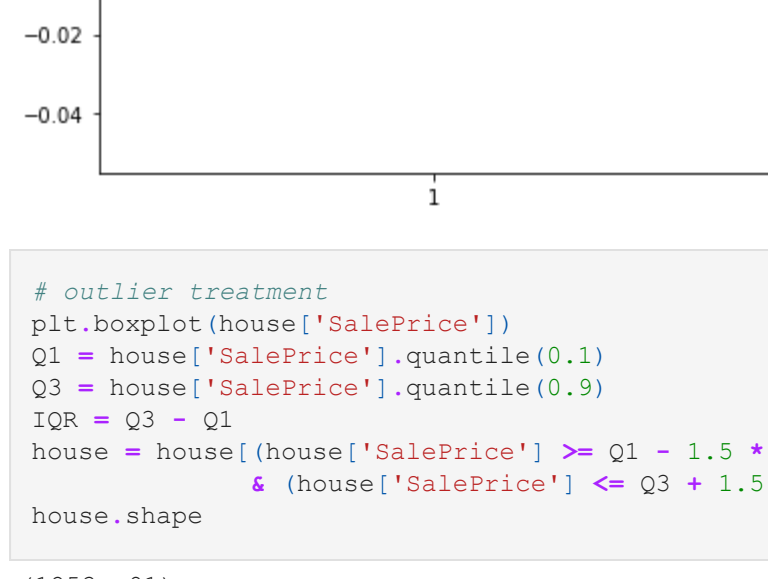 −0.02
−0.04
1
# outlier treatment
plt.boxplot(house['SalePrice'])
Q1 = house['SalePrice'].quantile(0.1)
Q3 = house['SalePrice'].quantile(0.9)
IQR = Q3 - Q1
house = house[(house['SalePrice'] >= Q1 - 1.5 *
& (house['SalePrice'] <= Q3 + 1.5
house.shape